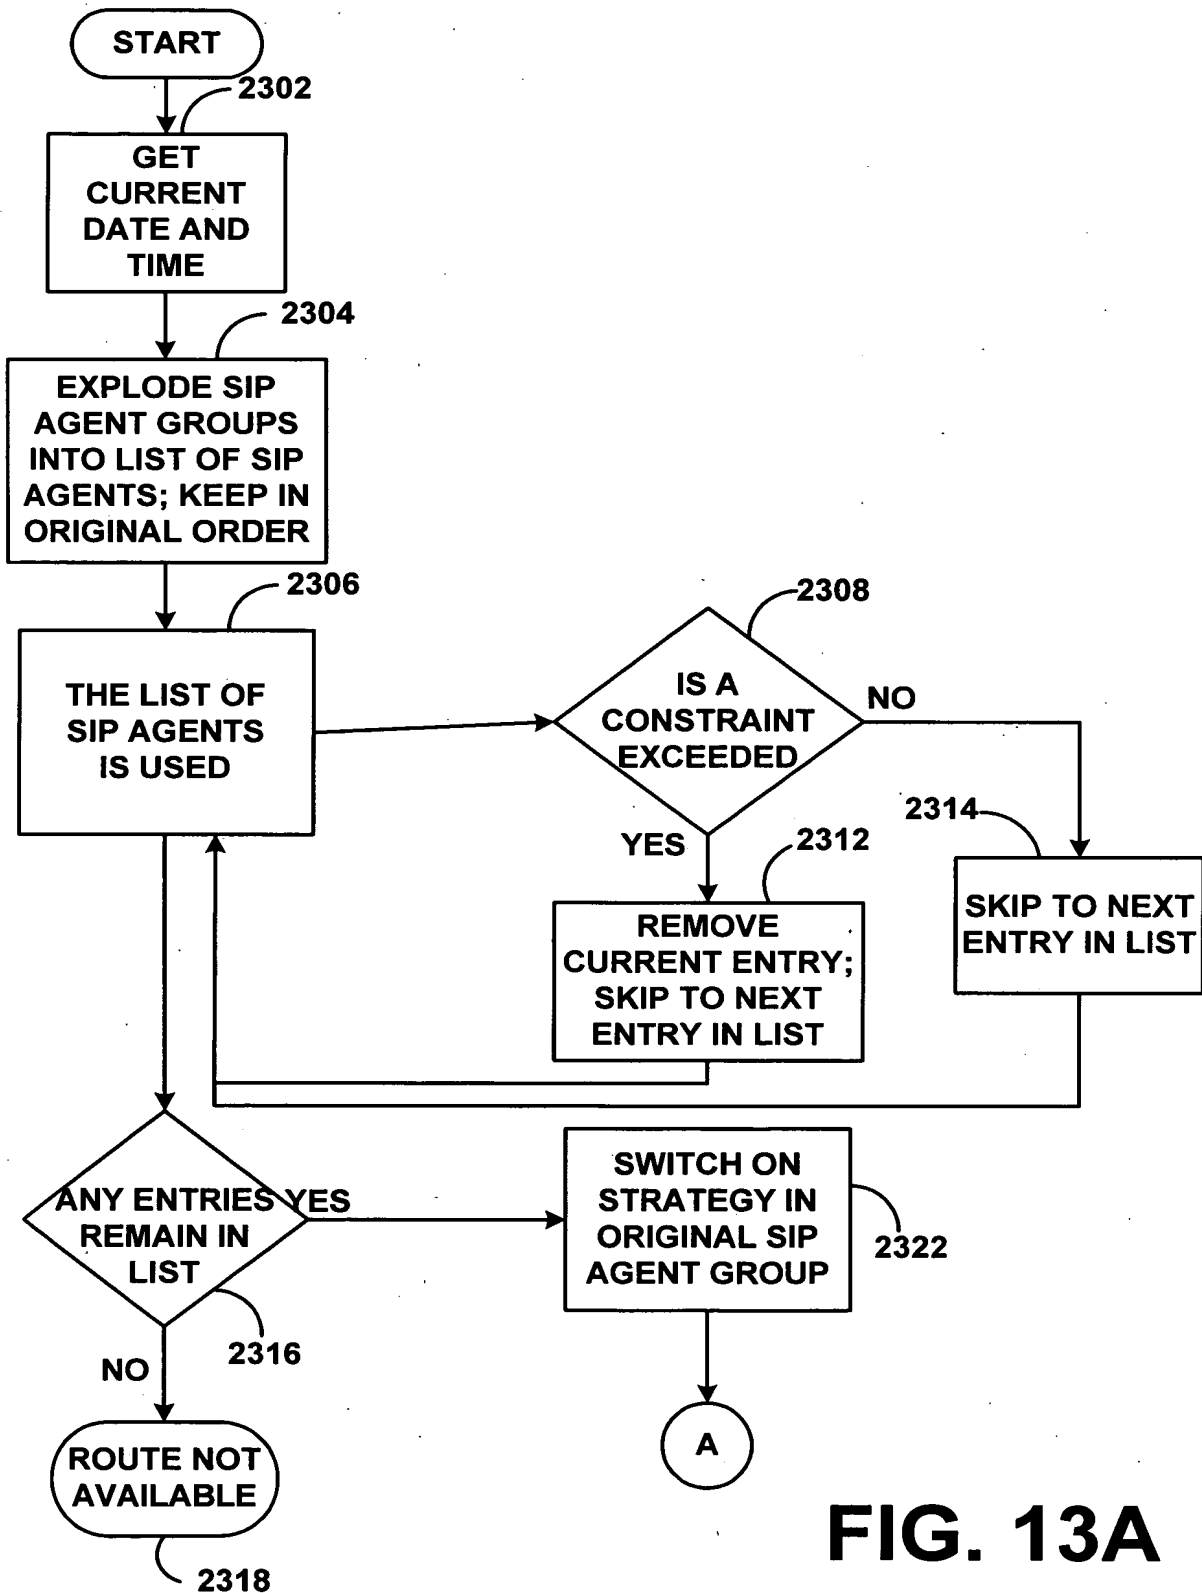 START
2302
GET
CURRENT
DATE AND
TIME
2304
EXPLODE SIP
AGENT GROUPS
INTO LIST OF SIP
AGENTS; KEEP IN
ORIGINAL ORDER
2306
THE LIST OF
SIP AGENTS
IS USED
2308
IS A
CONSTRAINT
EXCEEDED
NO
YES
2312
REMOVE
CURRENT ENTRY;
SKIP TO NEXT
ENTRY IN LIST
2314
SKIP TO NEXT
ENTRY IN LIST
ANY ENTRIES
REMAIN IN
LIST
YES
2316
NO
SWITCH ON
STRATEGY IN
ORIGINAL SIP
AGENT GROUP
2322
A
ROUTE NOT
AVAILABLE
2318
FIG. 13A